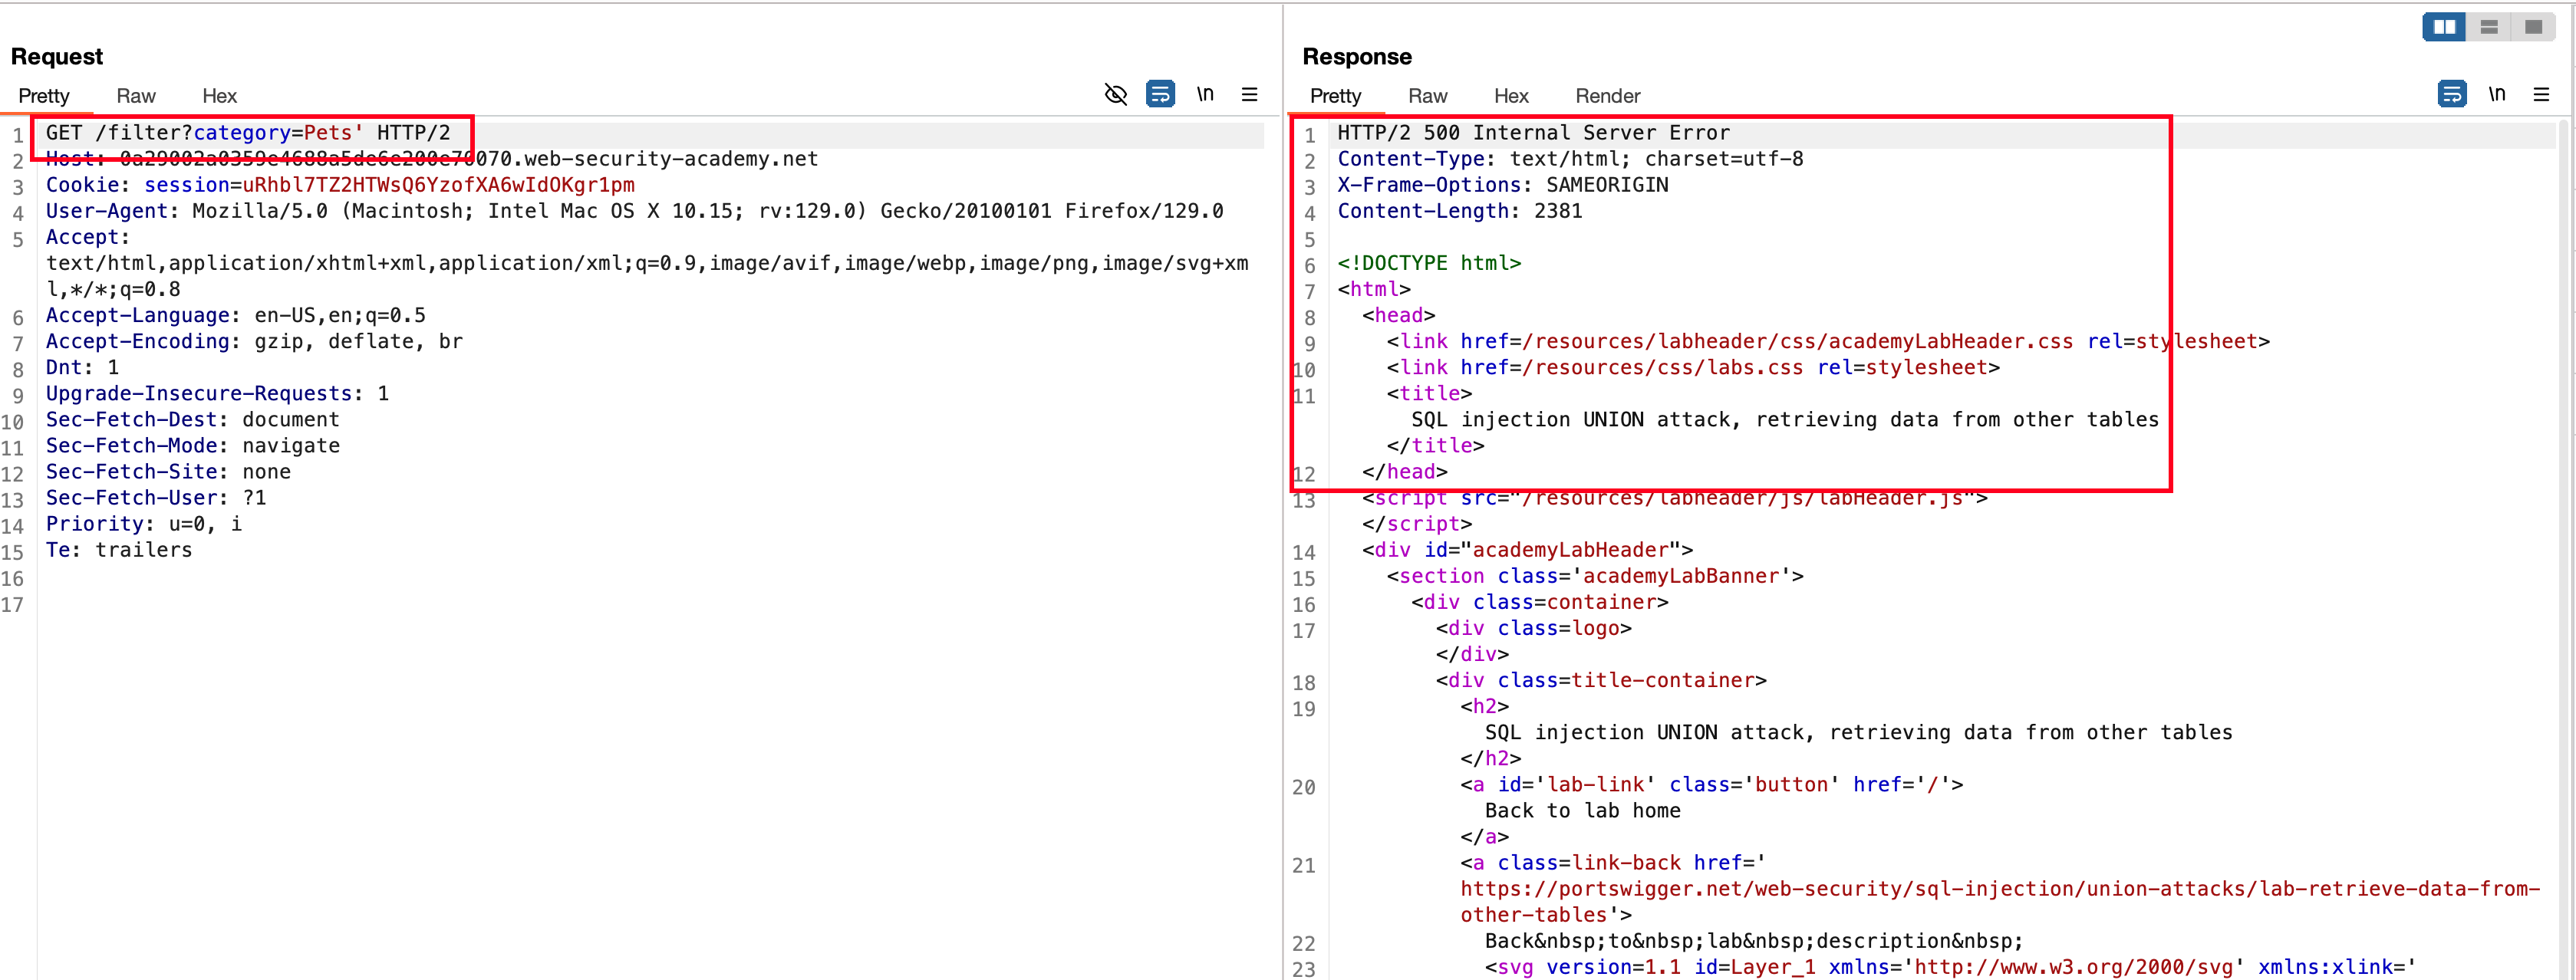 Request
Pretty Raw Hex
\n
1 GET /filter?category=Pets' HTTP/2
2 Host: 0a29002a0359e4688a5de6e200e70070.web-security-academy.net
3 Cookie: session=uRhbl7TZ2HTWsQ6YzofXA6wIdOKgr1pm
4 User-Agent: Mozilla/5.0 (Macintosh; Intel Mac OS X 10.15; rv:129.0) Gecko/20100101 Firefox/129.0
5 Accept:
text/html,application/xhtml+xml,application/xml;q=0.9,image/avif,image/webp,image/png,image/svg+xm
l,*/*;q=0.8
6 Accept-Language: en-US,en;q=0.5
7 Accept-Encoding: gzip, deflate, br
8 Dnt: 1
9 Upgrade-Insecure-Requests: 1
10 Sec-Fetch-Dest: document
11 Sec-Fetch-Mode: navigate
12 Sec-Fetch-Site: none
13 Sec-Fetch-User: ?1
14 Priority: u=0, i
15 Te: trailers
16
17
Response
Pretty Raw Hex Render
\n
1 HTTP/2 500 Internal Server Error
2 Content-Type: text/html; charset=utf-8
3 X-Frame-Options: SAMEORIGIN
4 Content-Length: 2381
5
6 <!DOCTYPE html>
7 <html>
8 <head>
9 <link href=/resources/labheader/css/academyLabHeader.css rel=stylesheet>
10 <link href=/resources/css/labs.css rel=stylesheet>
11 <title>
SQL injection UNION attack, retrieving data from other tables
</title>
12 </head>
13 <script src="/resources/labheader/js/labHeader.js">
</script>
14 <div id="academyLabHeader">
15 <section class='academyLabBanner'>
16 <div class=container>
17 <div class=logo>
</div>
18 <div class=title-container>
19 <h2>
SQL injection UNION attack, retrieving data from other tables
</h2>
20 <a id='lab-link' class='button' href='/'>
Back to lab home
</a>
21 <a class=link-back href='
https://portswigger.net/web-security/sql-injection/union-attacks/lab-retrieve-data-from-
other-tables'>
22 Back&nbsp;to&nbsp;lab&nbsp;description&nbsp;
23 <svg version=1.1 id=Layer_1 xmlns='http://www.w3.org/2000/svg' xmlns:xlink='